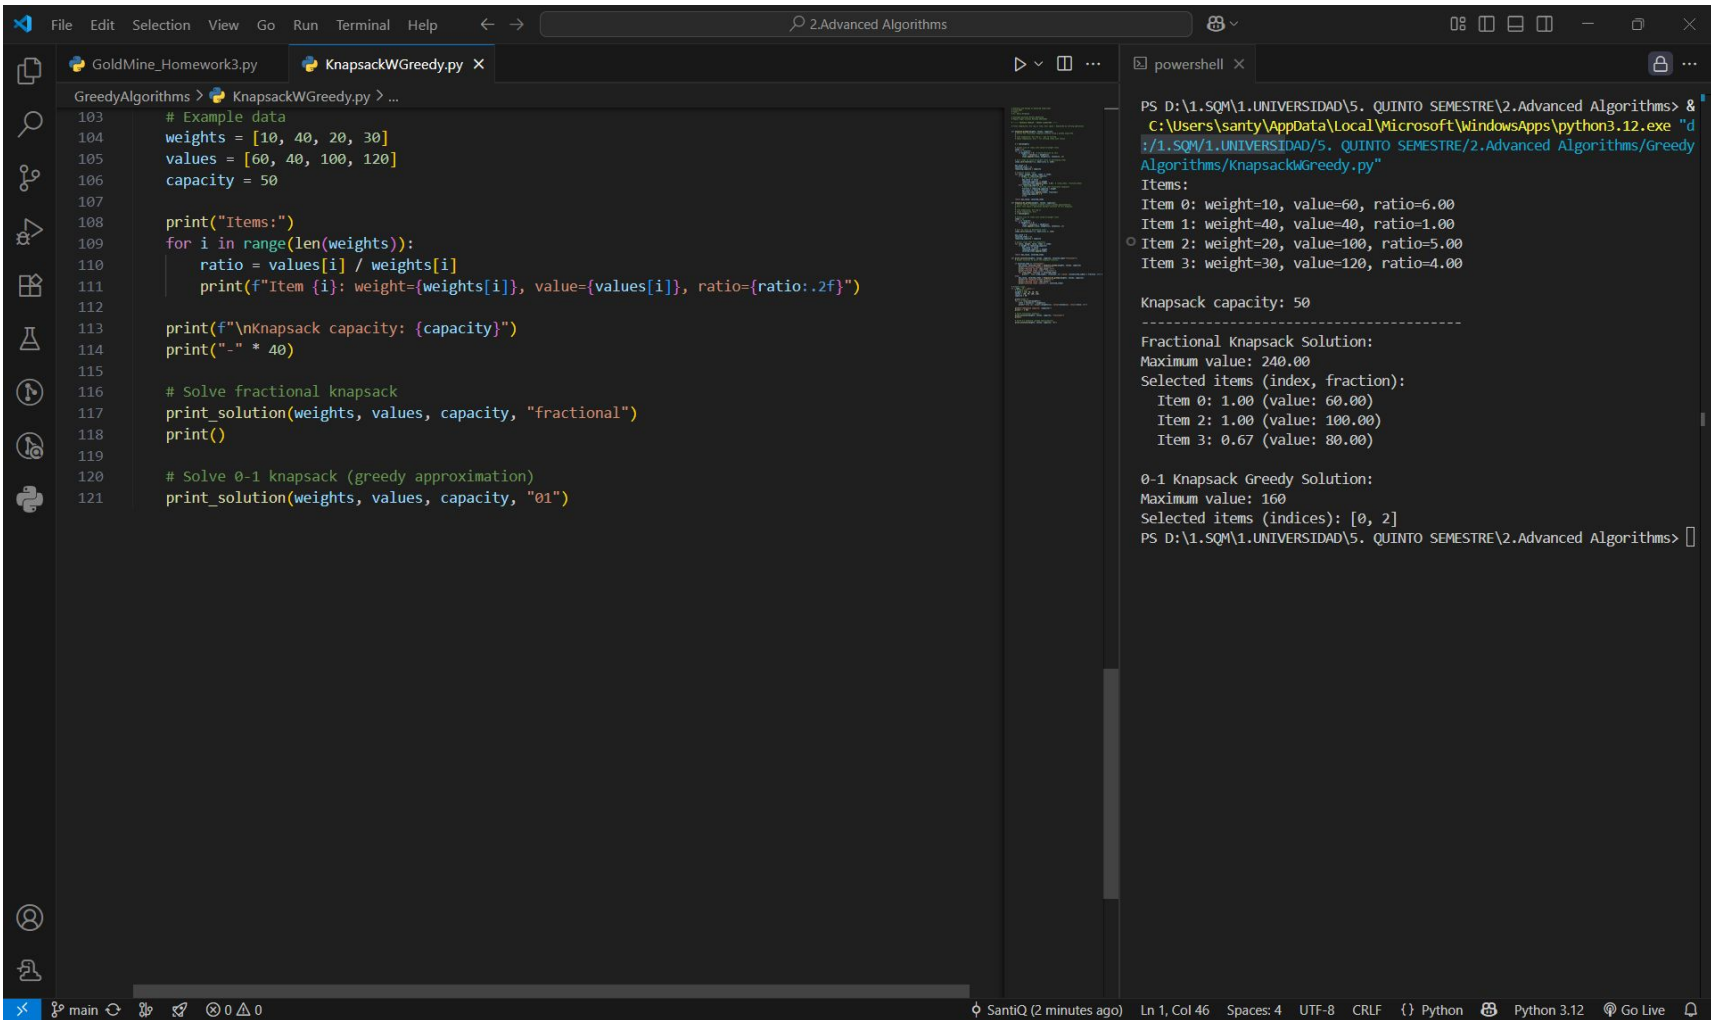 File Edit Selection View Go Run Terminal Help
2.Advanced Algorithms
GoldMine_Homework3.py
KnapsackWGreedy.py
GreedyAlgorithms > KnapsackWGreedy.py > ...
103 # Example data
104 weights = [10, 40, 20, 30]
105 values = [60, 40, 100, 120]
106 capacity = 50
107
108 print("Items:")
109 for i in range(len(weights)):
110 ratio = values[i] / weights[i]
111 print(f"Item {i}: weight={weights[i]}, value={values[i]}, ratio={ratio:.2f}")
112
113 print(f"\nKnapsack capacity: {capacity}")
114 print("-" * 40)
115
116 # Solve fractional knapsack
117 print_solution(weights, values, capacity, "fractional")
118 print()
119
120 # Solve 0-1 knapsack (greedy approximation)
121 print_solution(weights, values, capacity, "01")
powershell
PS D:\1.SQM\1.UNIVERSIDAD\5. QUINTO SEMESTRE\2.Advanced Algorithms> &
C:\Users\santy\AppData\Local\Microsoft\WindowsApps\python3.12.exe "d
:/1.SQM/1.UNIVERSIDAD/5. QUINTO SEMESTRE/2.Advanced Algorithms/Greedy
Algorithms/KnapsackWGreedy.py"
Items:
Item 0: weight=10, value=60, ratio=6.00
Item 1: weight=40, value=40, ratio=1.00
Item 2: weight=20, value=100, ratio=5.00
Item 3: weight=30, value=120, ratio=4.00
Knapsack capacity: 50
----------------------------------------
Fractional Knapsack Solution:
Maximum value: 240.00
Selected items (index, fraction):
Item 0: 1.00 (value: 60.00)
Item 2: 1.00 (value: 100.00)
Item 3: 0.67 (value: 80.00)
0-1 Knapsack Greedy Solution:
Maximum value: 160
Selected items (indices): [0, 2]
PS D:\1.SQM\1.UNIVERSIDAD\5. QUINTO SEMESTRE\2.Advanced Algorithms>
main 0 0 SantiQ (2 minutes ago) Ln 1, Col 46 Spaces: 4 UTF-8 CRLF {} Python Python 3.12 Go Live